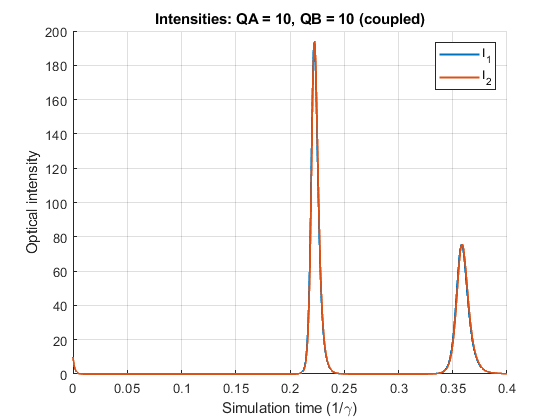 Intensities: QA = 10, QB = 10 (coupled)
200
180
160
140
120
100
80
60
40
20
0
I1
I2
Optical intensity
0 0.05 0.1 0.15 0.2 0.25 0.3 0.35 0.4
Simulation time (1/γ)